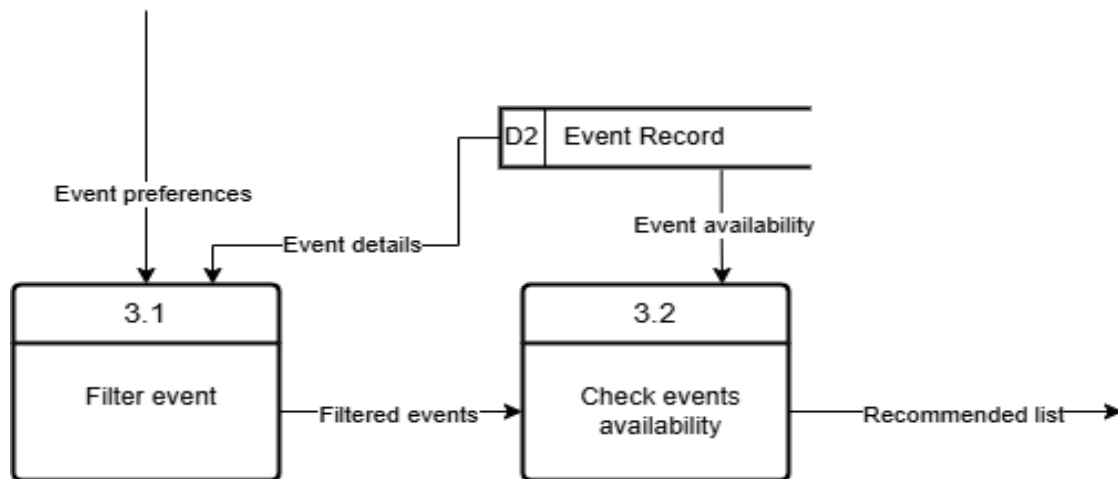 D2
Event Record
Event preferences
Event availability
Event details
3.1
3.2
Filter event
Filtered events
Check events
availability
Recommended list